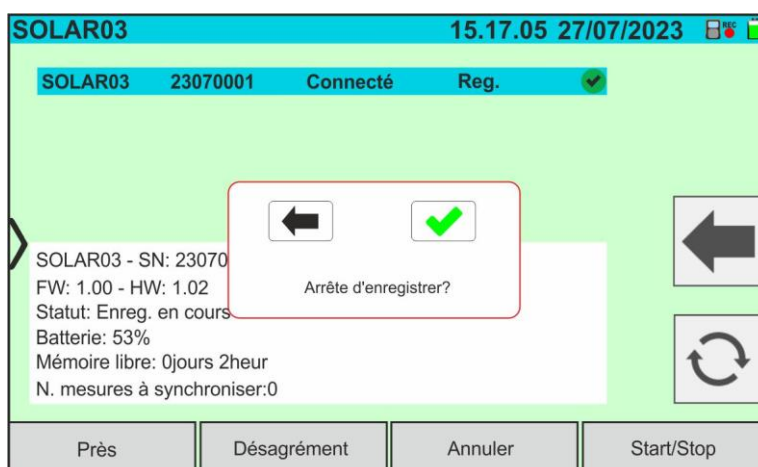 SOLAR03 15.17.05 27/07/2023 REC
SOLAR03 23070001 Connecté Reg.
Arrête d'enregistrer?
SOLAR03 - SN: 23070
FW: 1.00 - HW: 1.02
Statut: Enreg. en cours
Batterie: 53%
Mémoire libre: 0jours 2heur
N. mesures à synchroniser:0
Près Désagrément Annuler Start/Stop